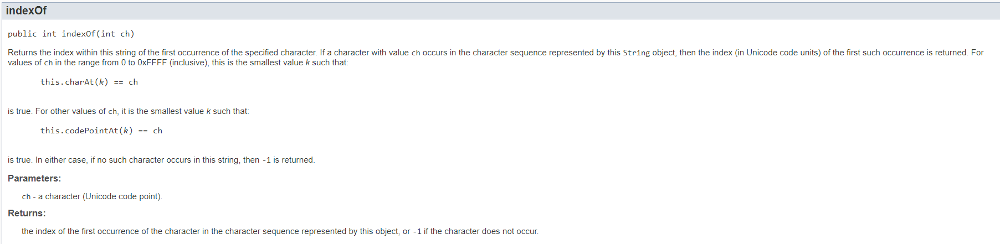 indexOf
public int indexOf(int ch)
Returns the index within this string of the first occurrence of the specified character. If a character with value ch occurs in the character sequence represented by this String object, then the index (in Unicode code units) of the first such occurrence is returned. For
values of ch in the range from 0 to 0xFFFF (inclusive), this is the smallest value k such that:
this.charAt(k) == ch
is true. For other values of ch, it is the smallest value k such that:
this.codePointAt(k) == ch
is true. In either case, if no such character occurs in this string, then -1 is returned.
Parameters:
ch - a character (Unicode code point).
Returns:
the index of the first occurrence of the character in the character sequence represented by this object, or -1 if the character does not occur.